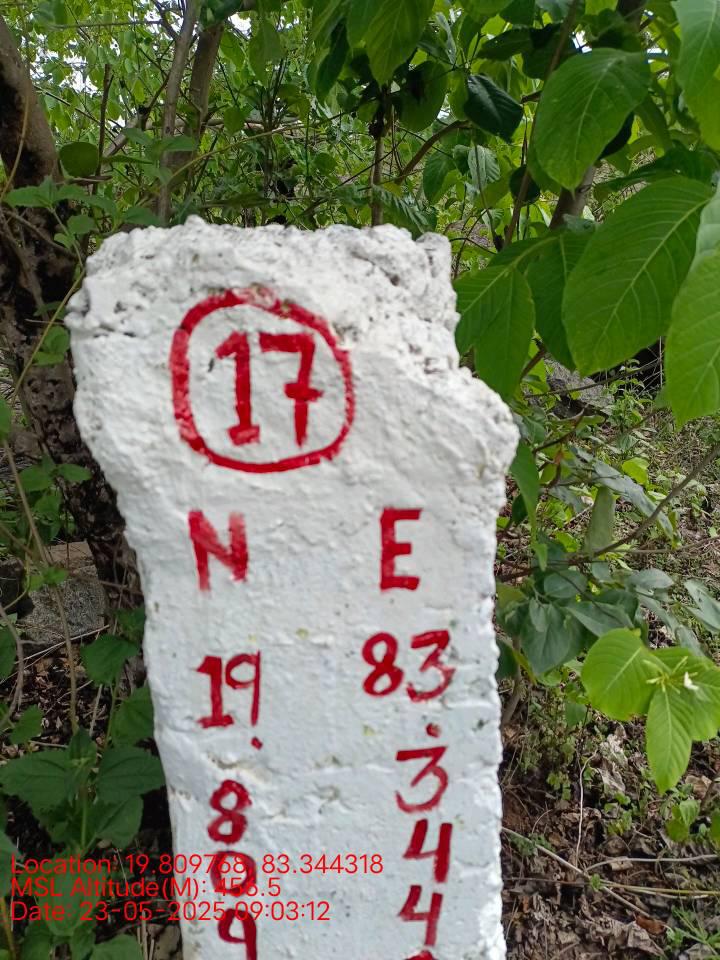 17
N E
19. 83.
8 3
4
9 4
Location: 19.809768, 83.344318
MSL Altitude(M): 456.5
Date: 23-05-2025 09:03:12